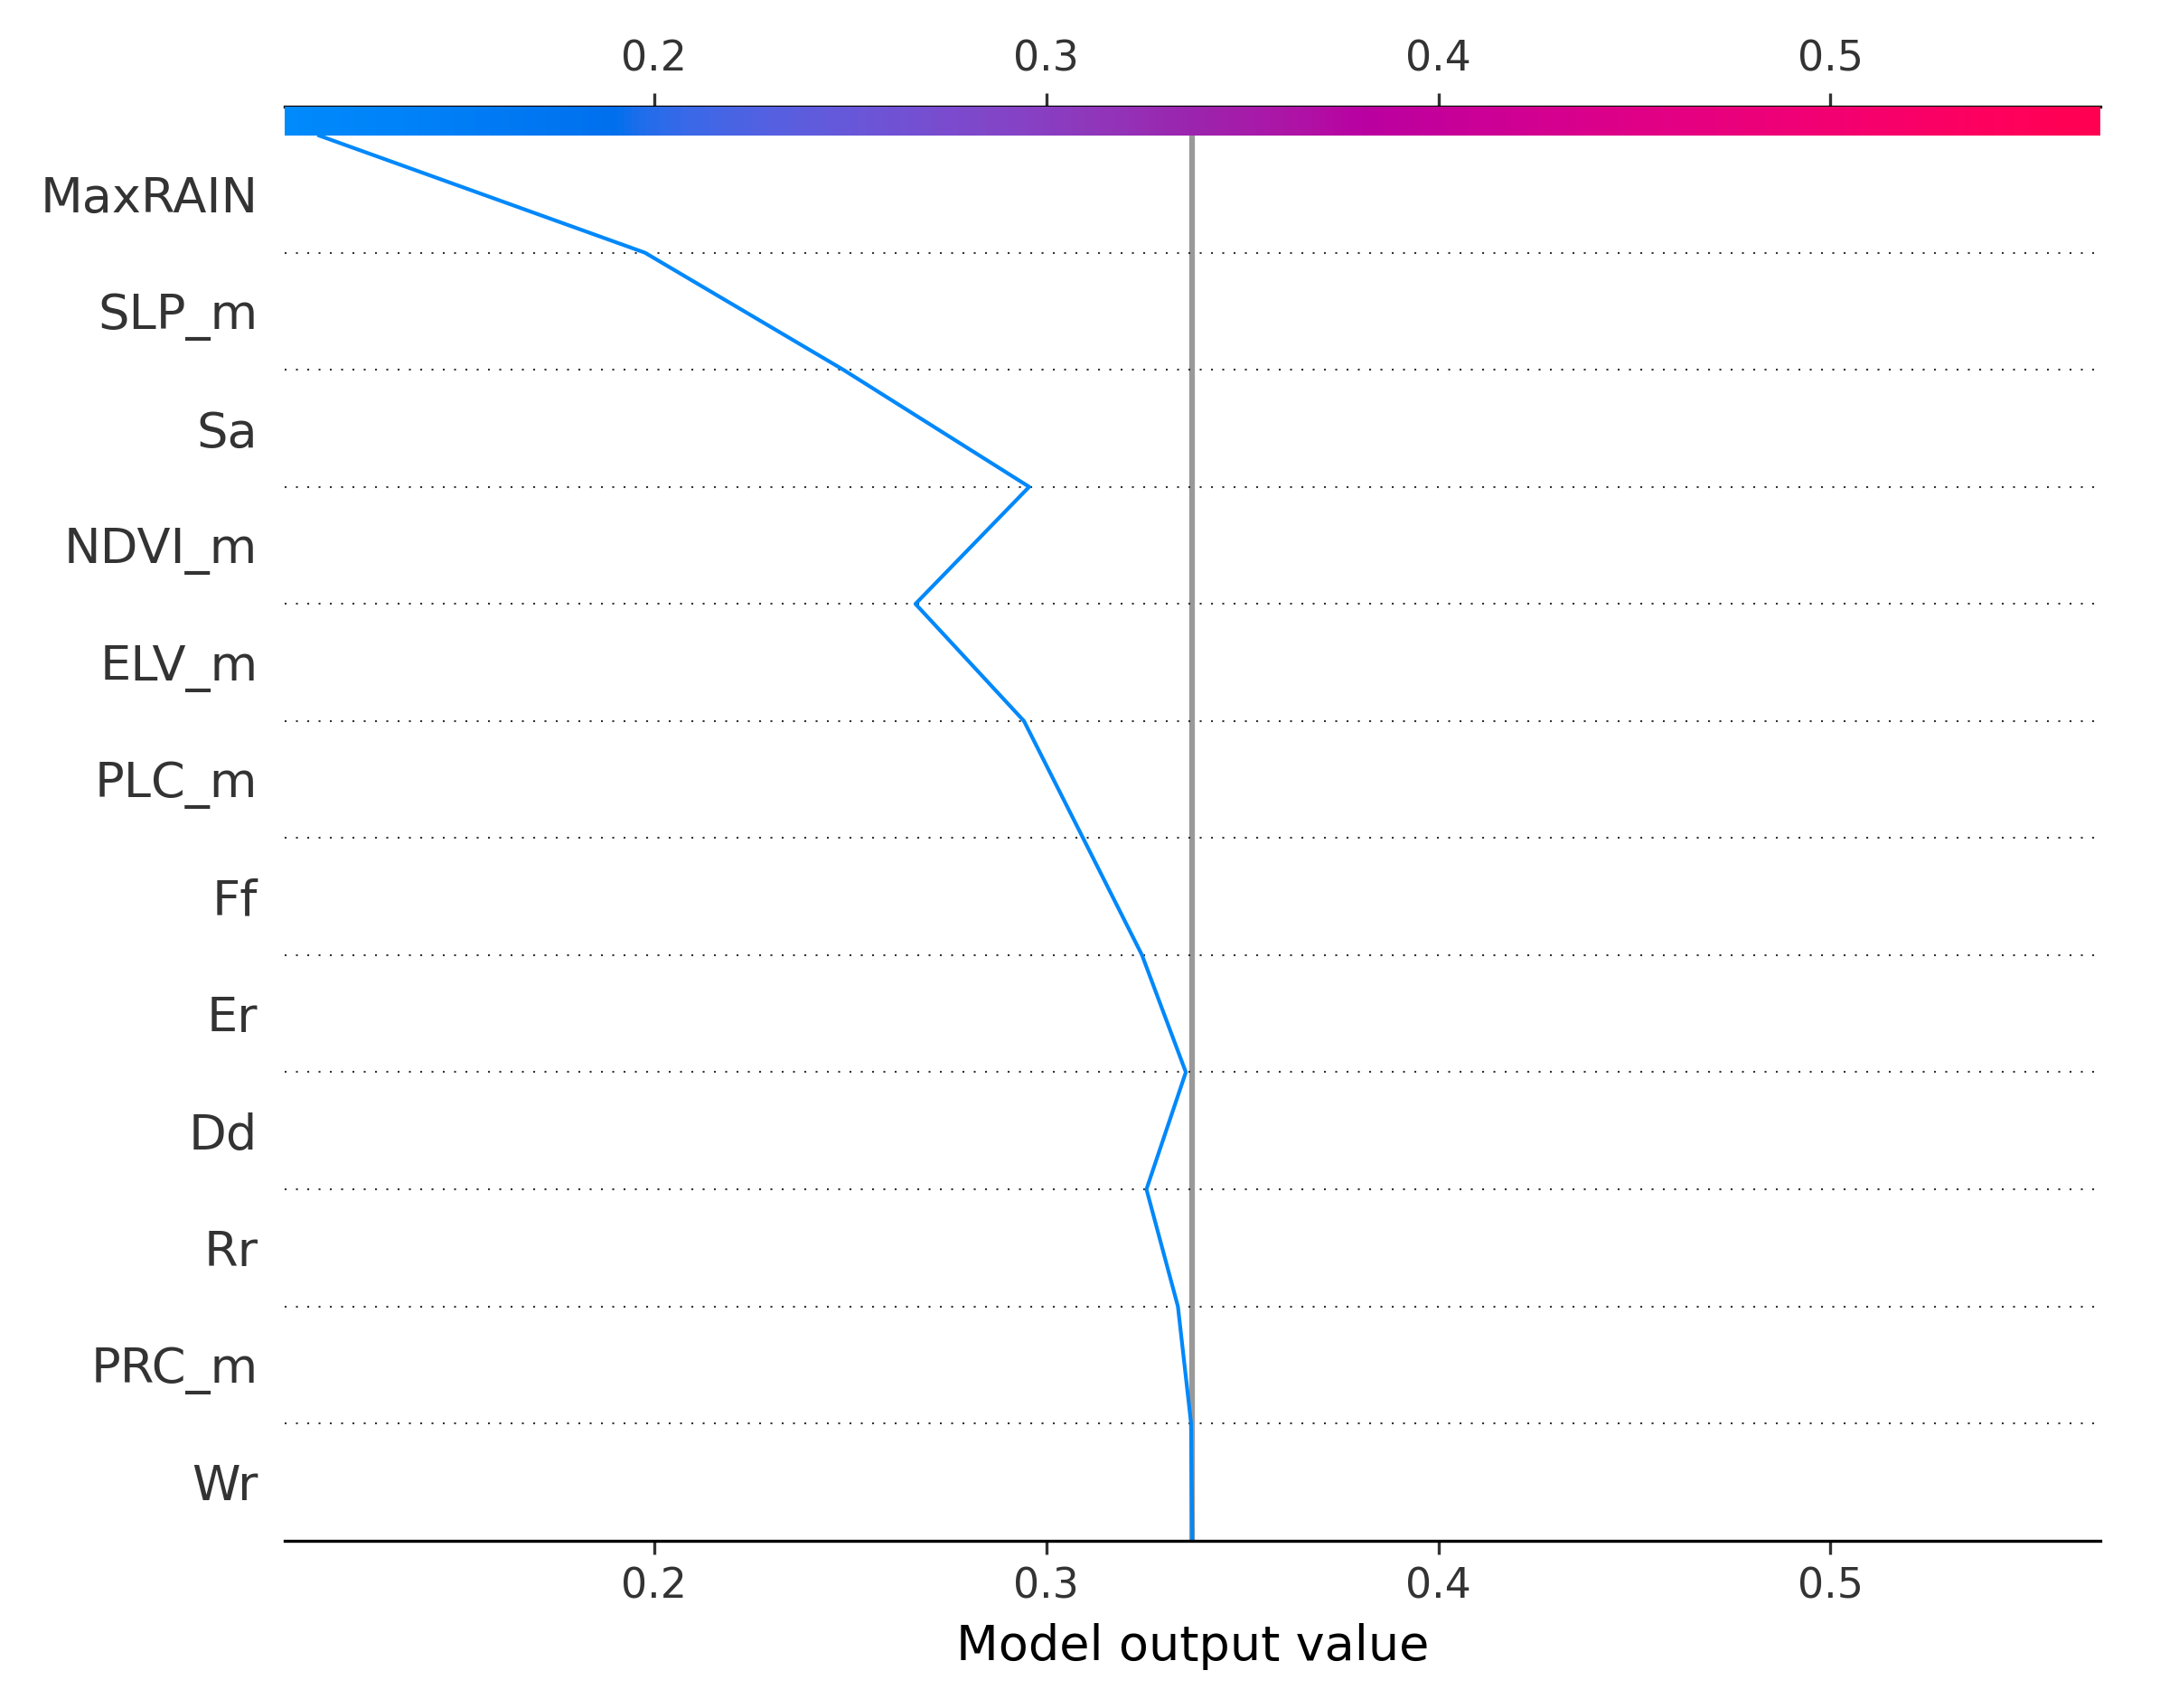 0.2 0.3 0.4 0.5
MaxRAIN
SLP_m
Sa
NDVI_m
ELV_m
PLC_m
Ff
Er
Dd
Rr
PRC_m
Wr
0.2 0.3 0.4 0.5
Model output value